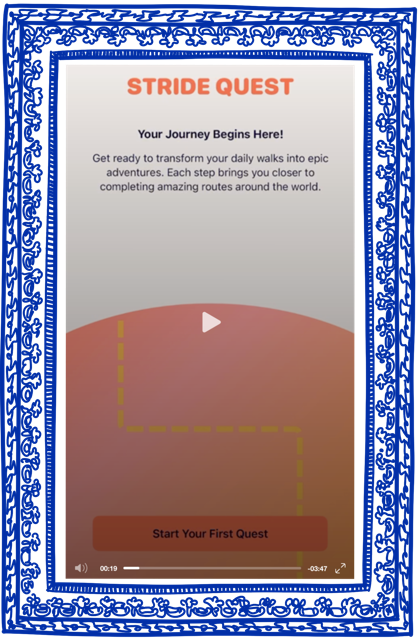 STRIDE QUEST
Your Journey Begins Here!
Get ready to transform your daily walks into epic
adventures. Each step brings you closer to
completing amazing routes around the world.
Start Your First Quest
00:19
-03:47